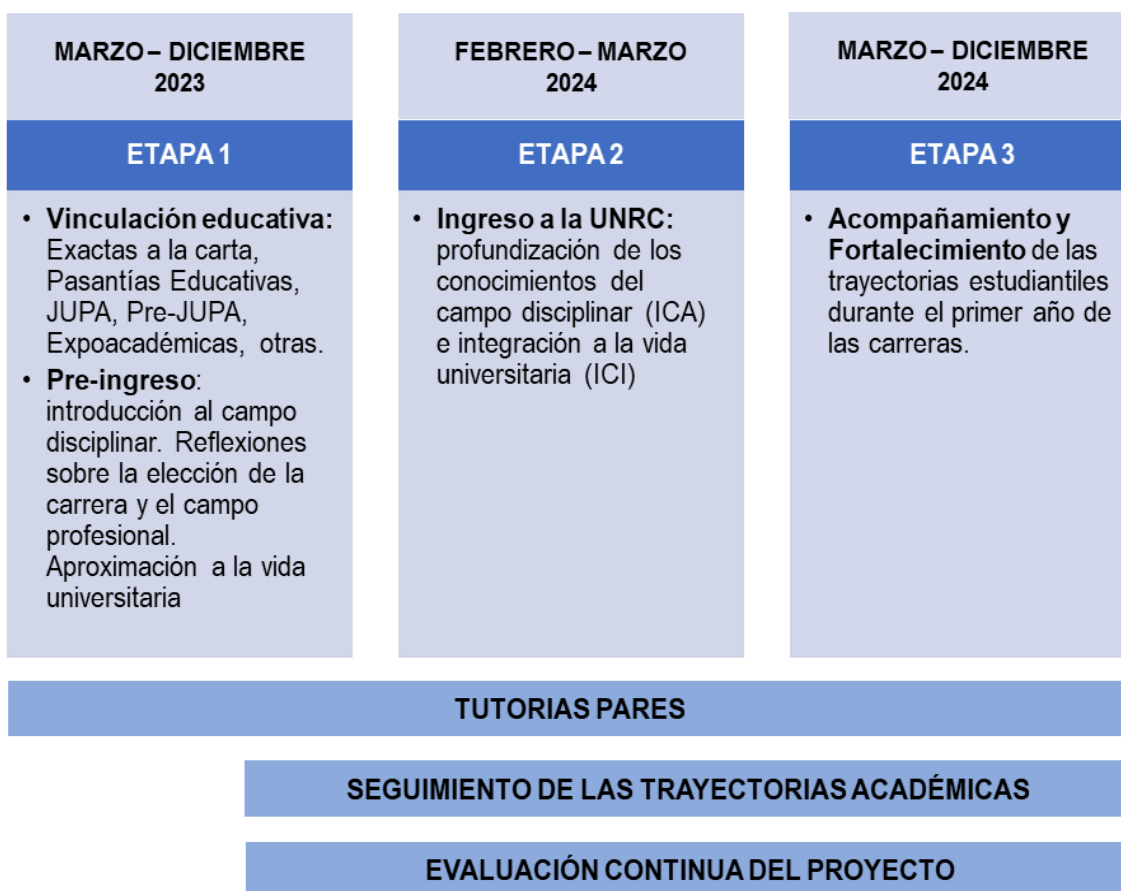 MARZO – DICIEMBRE
2023
ETAPA 1
• Vinculación educativa:
Exactas a la carta,
Pasantías Educativas,
JUPA, Pre-JUPA,
Expoacadémicas, otras.
• Pre-ingreso:
introducción al campo
disciplinar. Reflexiones
sobre la elección de la
carrera y el campo
profesional.
Aproximación a la vida
universitaria
FEBRERO – MARZO
2024
ETAPA 2
• Ingreso a la UNRC:
profundización de los
conocimientos del
campo disciplinar (ICA)
e integración a la vida
universitaria (ICI)
MARZO – DICIEMBRE
2024
ETAPA 3
• Acompañamiento y
Fortalecimiento de las
trayectorias estudiantiles
durante el primer año de
las carreras.
TUTORIAS PARES
SEGUIMIENTO DE LAS TRAYECTORIAS ACADÉMICAS
EVALUACIÓN CONTINUA DEL PROYECTO